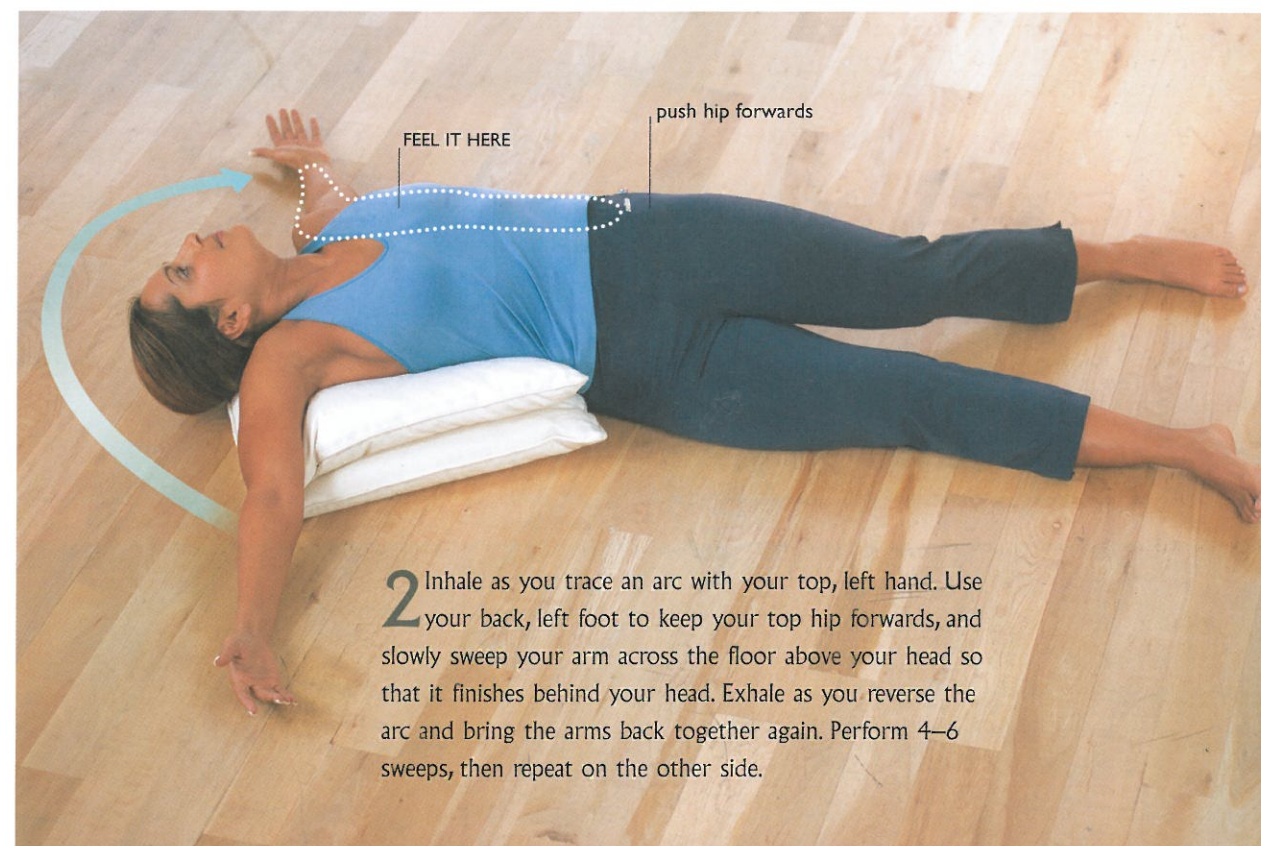 push hip forwards
FEEL IT HERE
2 Inhale as you trace an arc with your top, left hand. Use
your back, left foot to keep your top hip forwards, and
slowly sweep your arm across the floor above your head so
that it finishes behind your head. Exhale as you reverse the
arc and bring the arms back together again. Perform 4–6
sweeps, then repeat on the other side.